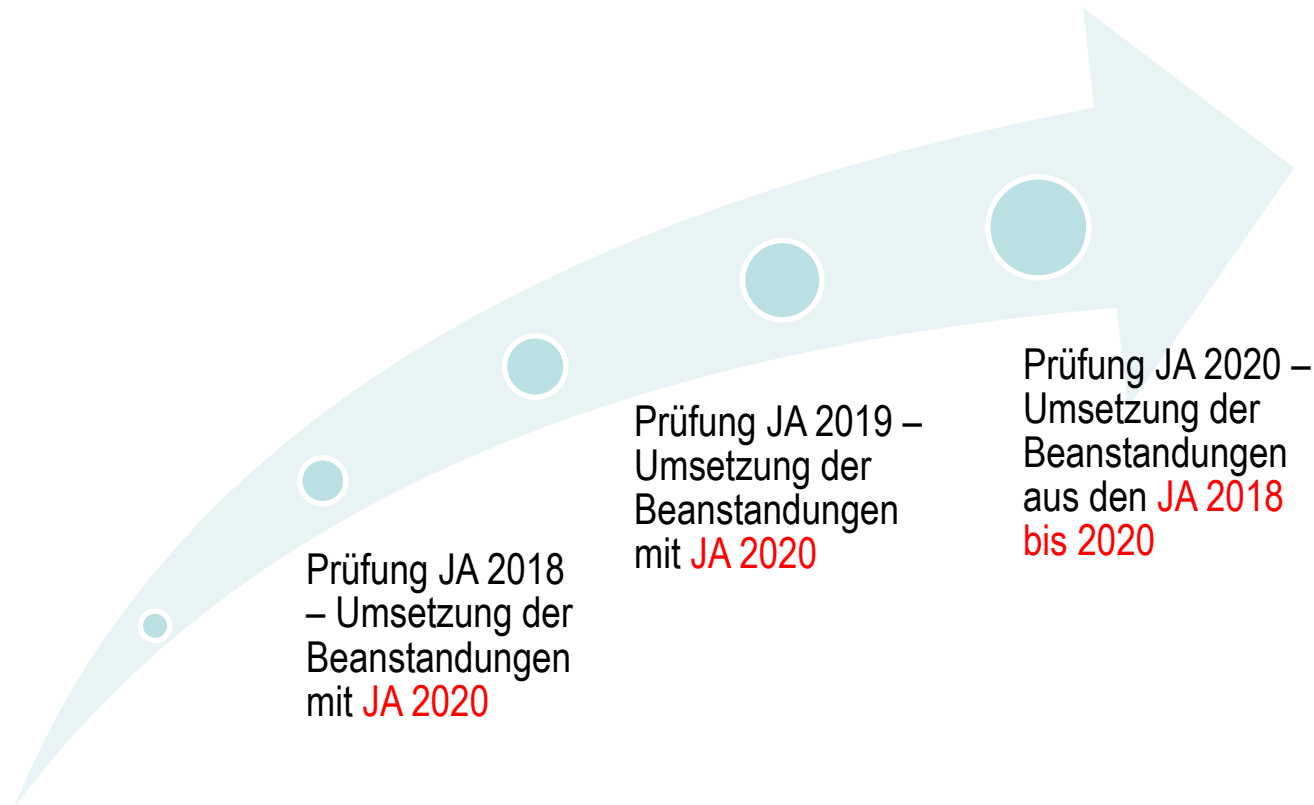 Prüfung JA 2018
– Umsetzung der
Beanstandungen
mit JA 2020
Prüfung JA 2019 –
Umsetzung der
Beanstandungen
mit JA 2020
Prüfung JA 2020 –
Umsetzung der
Beanstandungen
aus den JA 2018
bis 2020